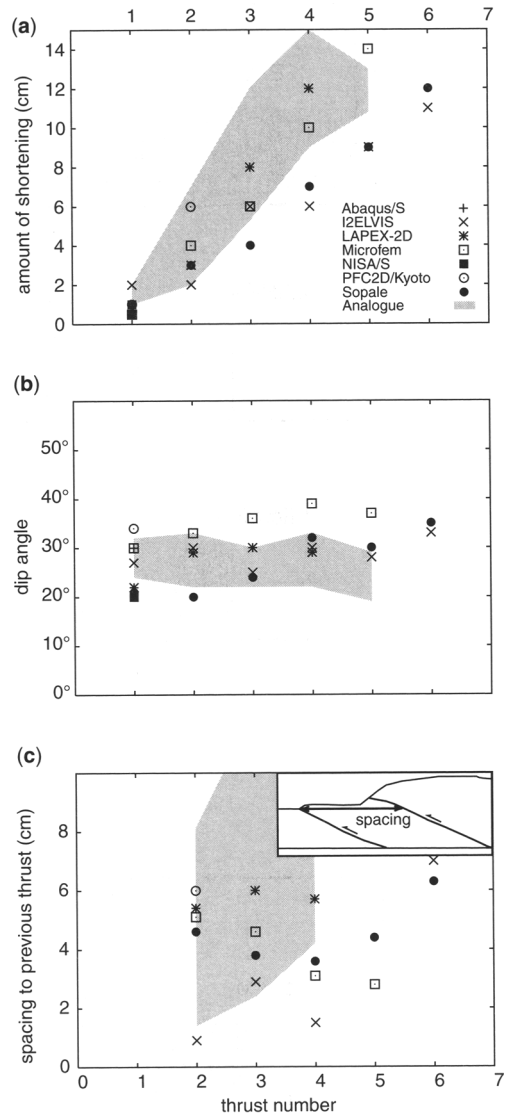 (a)
1 2 3 4 5 6 7
14
12
10
8
6
4
2
0
amount of shortening (cm)
Abaqus/S
I2ELVIS
LAPEX-2D
Microfem
NISA/S
PFC2D/Kyoto
Sopale
Analogue
(b)
50°
40°
30°
20°
10°
0°
dip angle
(c)
8
6
4
2
0
spacing to previous thrust (cm)
spacing
0 1 2 3 4 5 6 7
thrust number